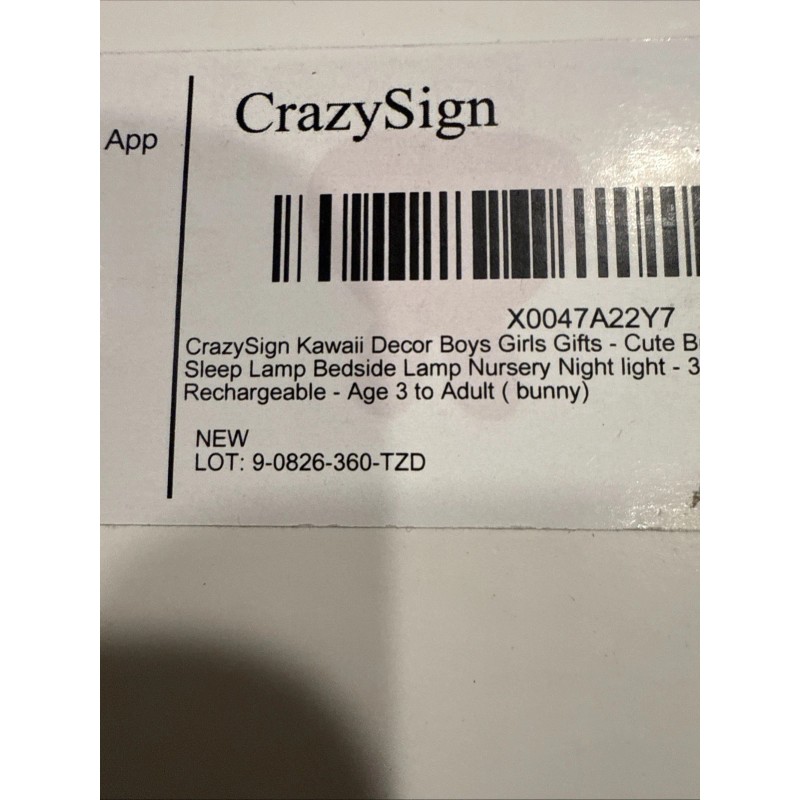 App
CrazySign
X0047A22Y7
CrazySign Kawaii Decor Boys Girls Gifts - Cute B
Sleep Lamp Bedside Lamp Nursery Night light - 3
Rechargeable - Age 3 to Adult ( bunny)
NEW
LOT: 9-0826-360-TZD